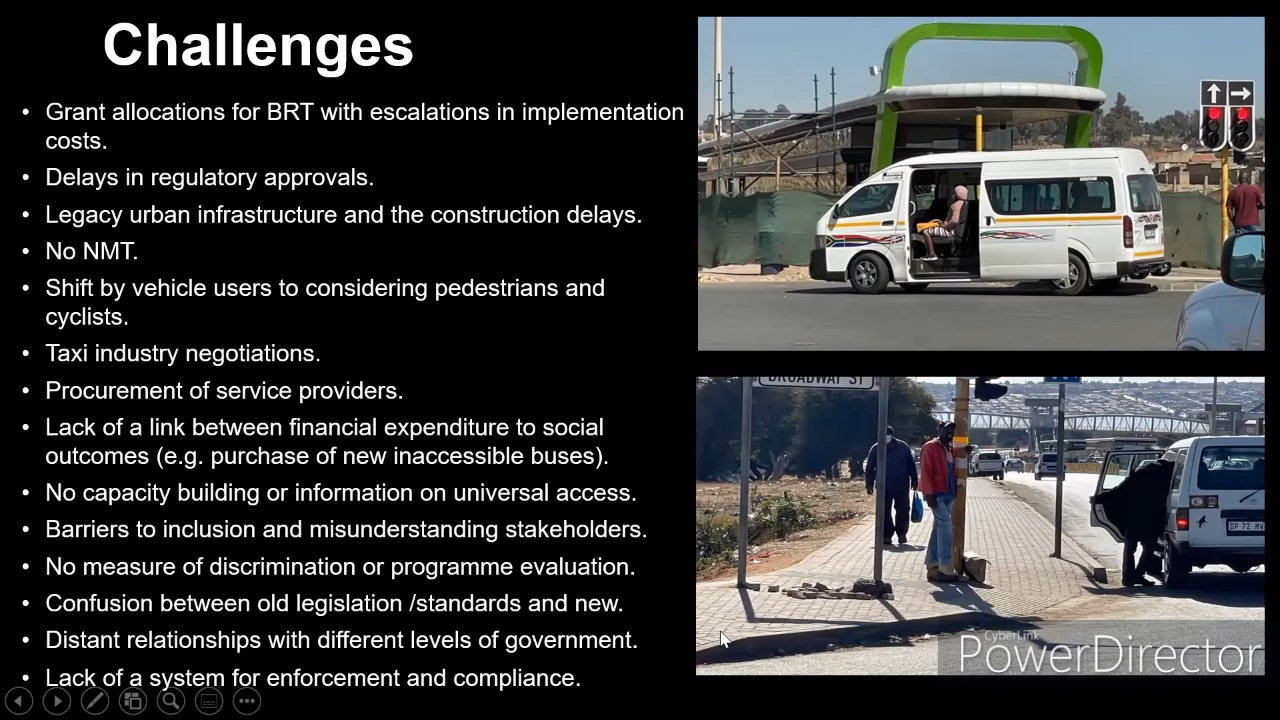 Challenges
• Grant allocations for BRT with escalations in implementation
costs.
• Delays in regulatory approvals.
• Legacy urban infrastructure and the construction delays.
• No NMT.
• Shift by vehicle users to considering pedestrians and
cyclists.
• Taxi industry negotiations.
• Procurement of service providers.
• Lack of a link between financial expenditure to social
outcomes (e.g. purchase of new inaccessible buses).
• No capacity building or information on universal access.
• Barriers to inclusion and misunderstanding stakeholders.
• No measure of discrimination or programme evaluation.
• Confusion between old legislation /standards and new.
• Distant relationships with different levels of government.
• Lack of a system for enforcement and compliance.
BROADWAY ST
CyberLink
PowerDirector